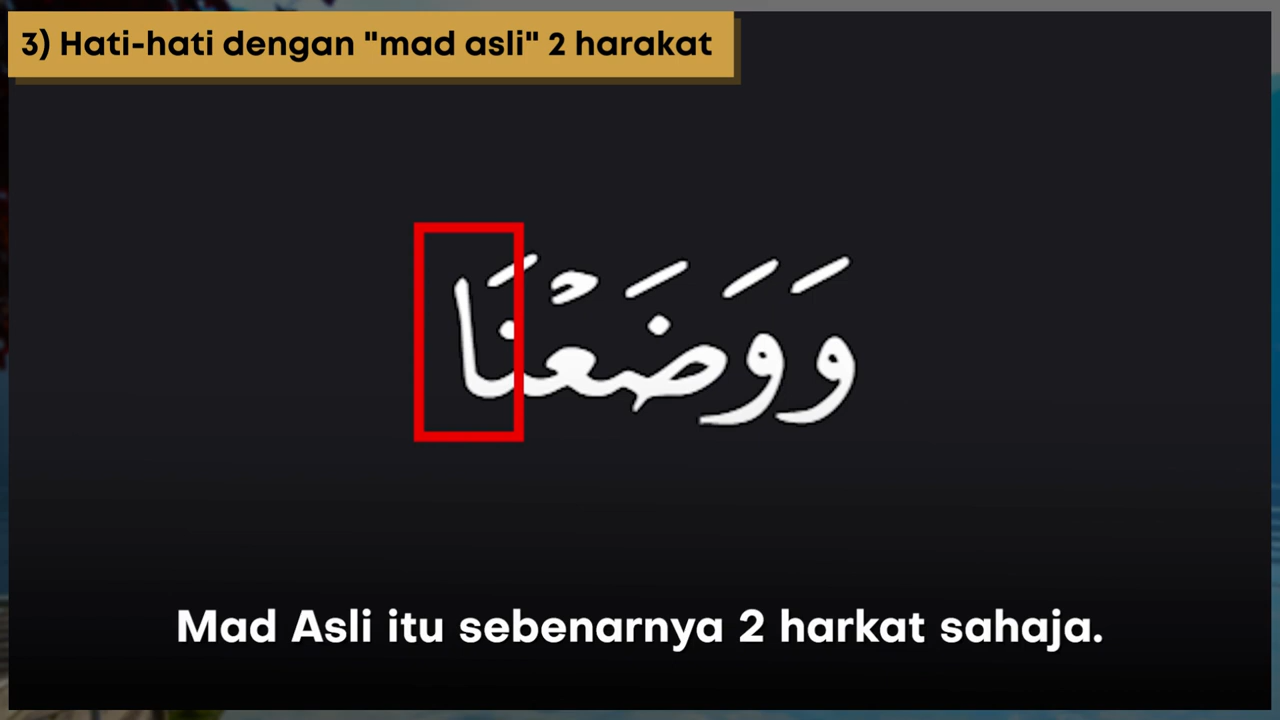 3) Hati-hati dengan "mad asli" 2 harakat
وَوَضَعْنَا
Mad Asli itu sebenarnya 2 harkat sahaja.